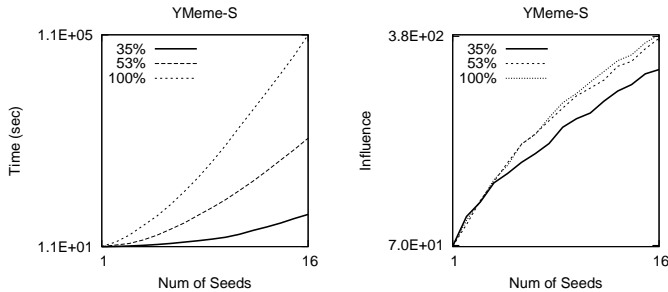 YMeme-S
1.1E+05
35%
53%
100%
Time (sec)
1.1E+01
1
16
Num of Seeds
YMeme-S
3.8E+02
35%
53%
100%
Influence
7.0E+01
1
16
Num of Seeds